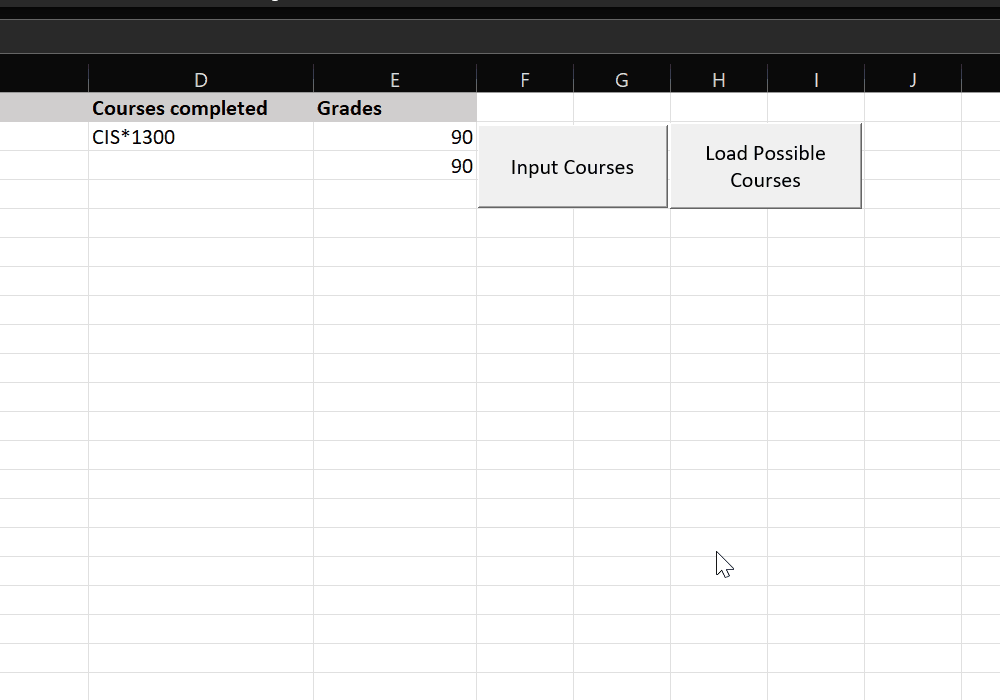 D E F G H I J
Courses completed Grades
CIS*1300 90
90
Input Courses
Load Possible
Courses